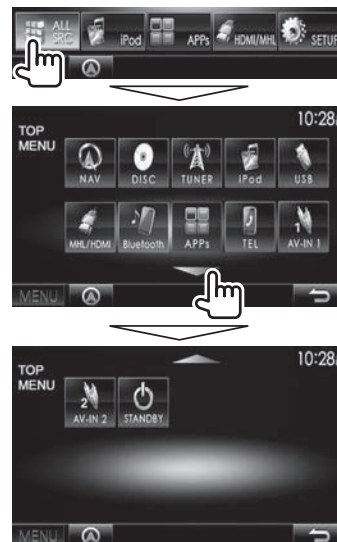 ALL SRC iPod APPs HDMI/MHL SETUP
10:28
TOP MENU
NAV DISC TUNER iPod USB
MHL/HDMI Bluetooth APPs TEL AV-IN 1
MENU
10:28
TOP MENU
AV-IN 2 STANDBY
MENU